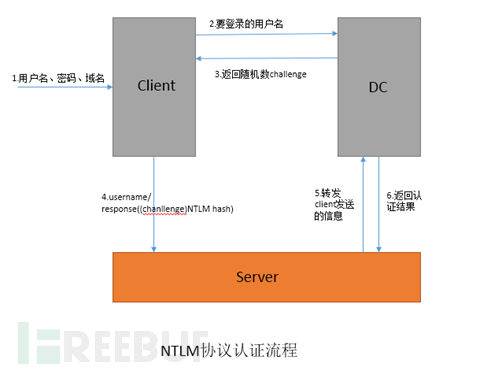 2.要登录的用户名
1.用户名、密码、域名
Client
3.返回随机数challenge
DC
4.username/
response((chanllenge)NTLM hash)
5.转发
client发送
的信息
6.返回认
证结果
Server
REEBUF
NTLM协议认证流程